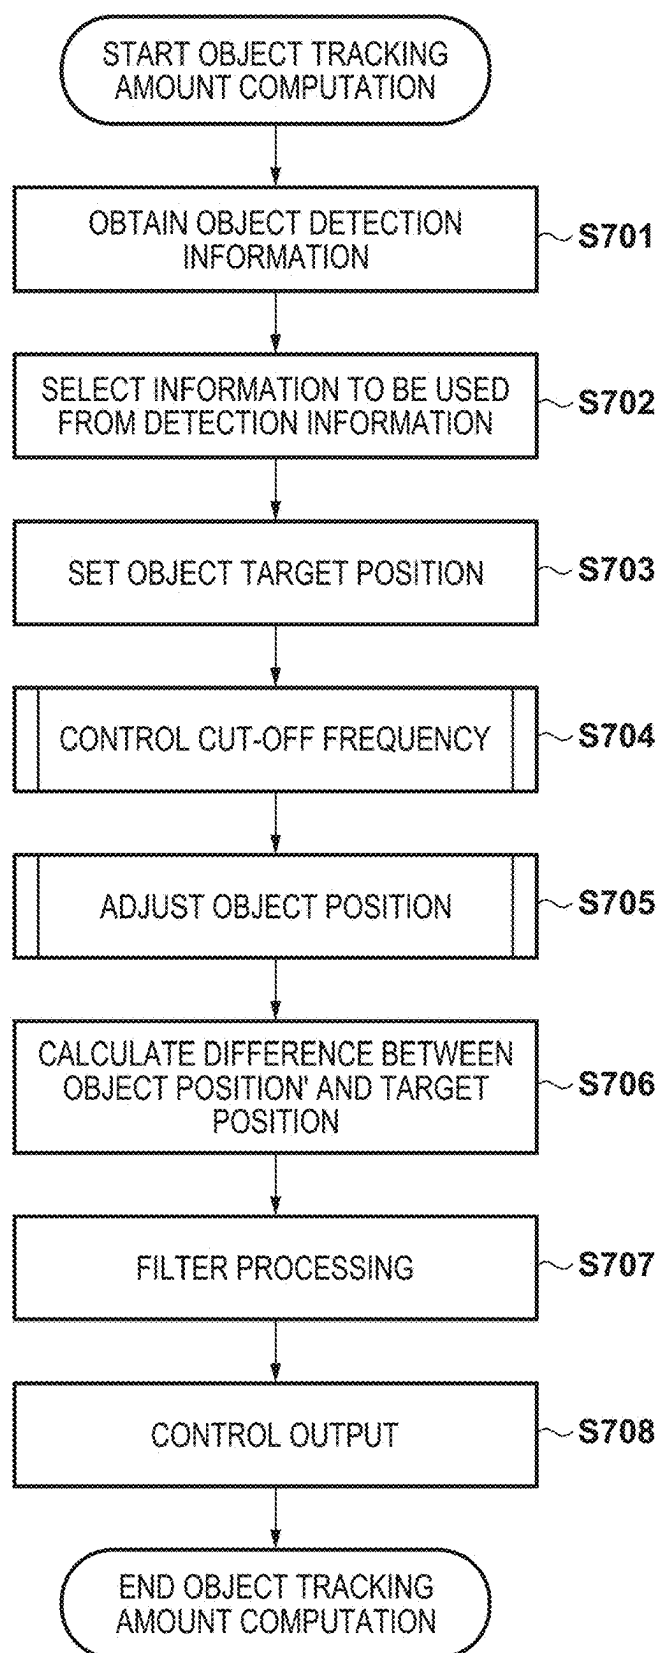 START OBJECT TRACKING
AMOUNT COMPUTATION
OBTAIN OBJECT DETECTION
INFORMATION
S701
SELECT INFORMATION TO BE USED
FROM DETECTION INFORMATION
S702
SET OBJECT TARGET POSITION
S703
CONTROL CUT-OFF FREQUENCY
S704
ADJUST OBJECT POSITION
S705
CALCULATE DIFFERENCE BETWEEN
OBJECT POSITION' AND TARGET
POSITION
S706
FILTER PROCESSING
S707
CONTROL OUTPUT
S708
END OBJECT TRACKING
AMOUNT COMPUTATION